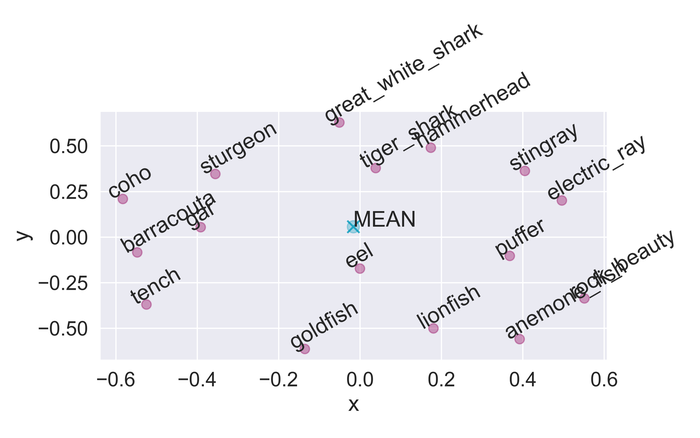 great_white_shark
hammerhead
tiger_shark
sturgeon
stingray
electric_ray
coho
gar
barracouta
MEAN
eel
puffer
tench
rock_beauty
anemone_fish
lionfish
goldfish
0.50
0.25
0.00
−0.25
−0.50
y
−0.6 −0.4 −0.2 0.0 0.2 0.4 0.6
x